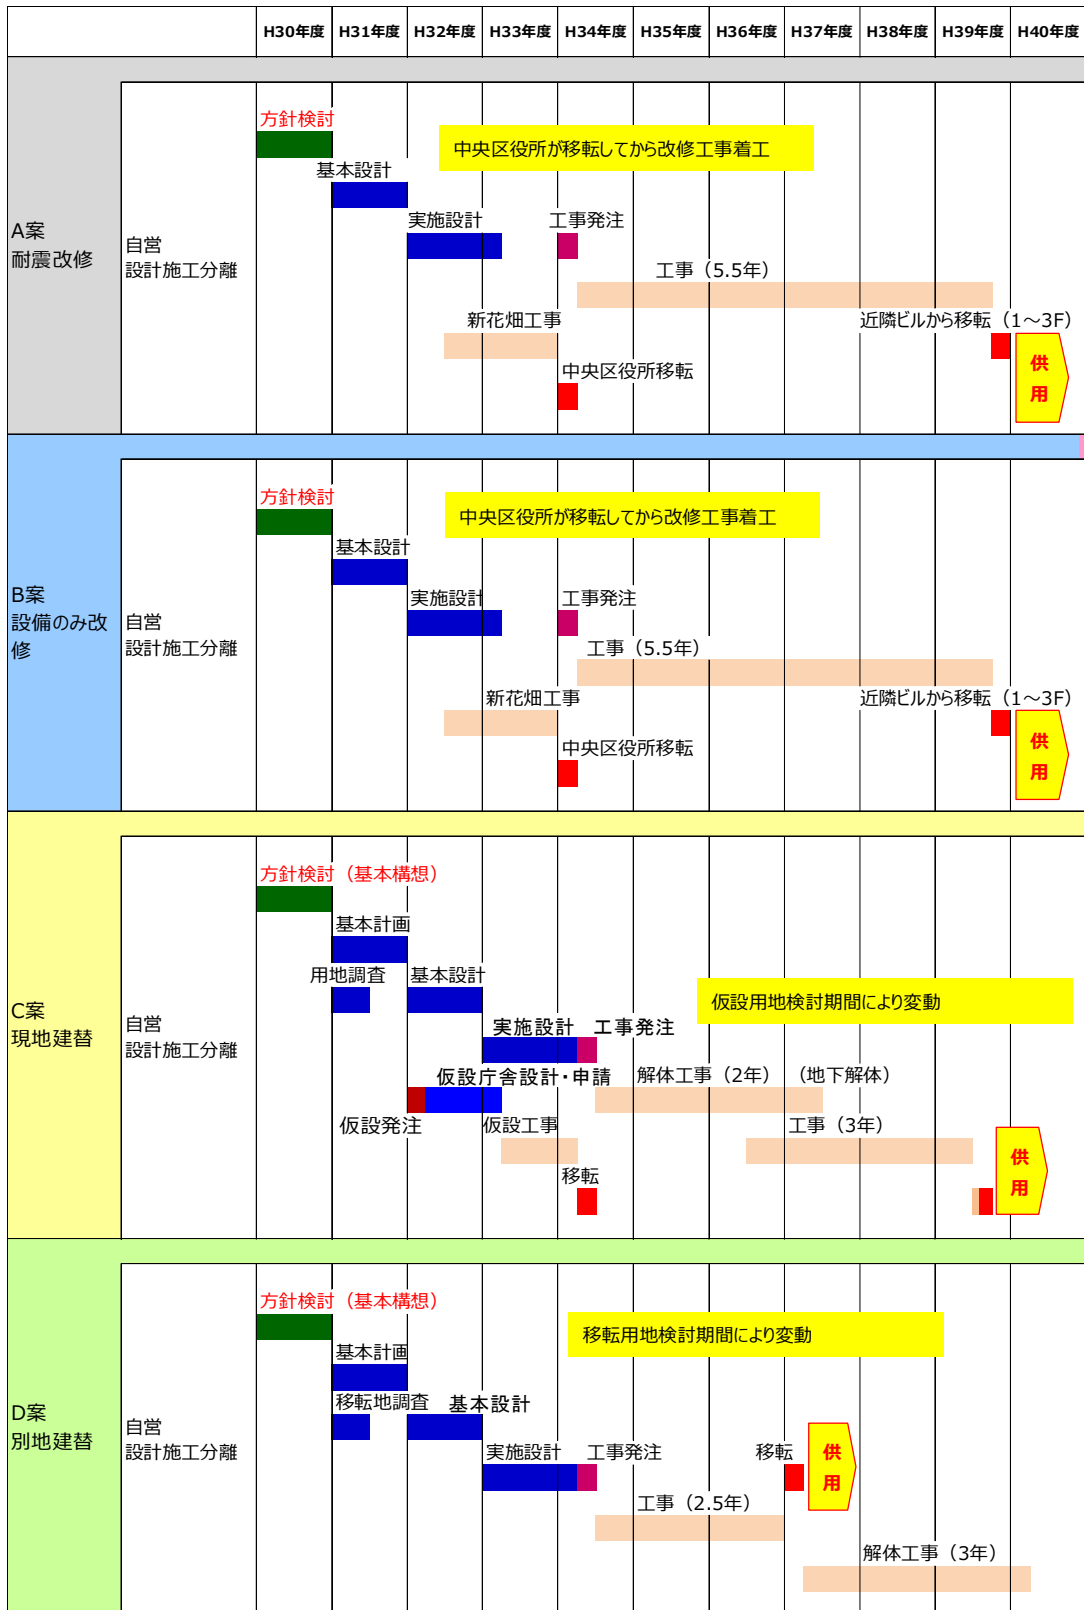 H30年度 H31年度 H32年度 H33年度 H34年度 H35年度 H36年度 H37年度 H38年度 H39年度 H40年度
A案
耐震改修
自営
設計施工分離
方針検討
中央区役所が移転してから改修工事着工
基本設計
実施設計
工事発注
工事（5.5年）
新花畑工事
近隣ビルから移転（1～3F）
中央区役所移転
供
用
B案
設備のみ改
修
自営
設計施工分離
方針検討
中央区役所が移転してから改修工事着工
基本設計
実施設計
工事発注
工事（5.5年）
新花畑工事
近隣ビルから移転（1～3F）
中央区役所移転
供
用
C案
現地建替
自営
設計施工分離
方針検討（基本構想）
基本計画
用地調査
基本設計
仮設用地検討期間により変動
実施設計
工事発注
仮設庁舎設計・申請
解体工事（2年）（地下解体）
仮設発注
仮設工事
工事（3年）
移転
供
用
D案
別地建替
自営
設計施工分離
方針検討（基本構想）
移転用地検討期間により変動
基本計画
移転地調査
基本設計
実施設計
工事発注
移転
供
用
工事（2.5年）
解体工事（3年）